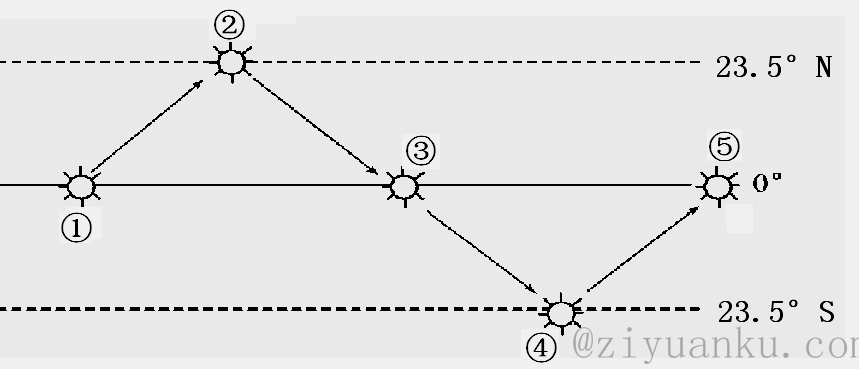 ②
23.5° N
③
⑤
0°
①
23.5° S
④
@ziyuanku.com